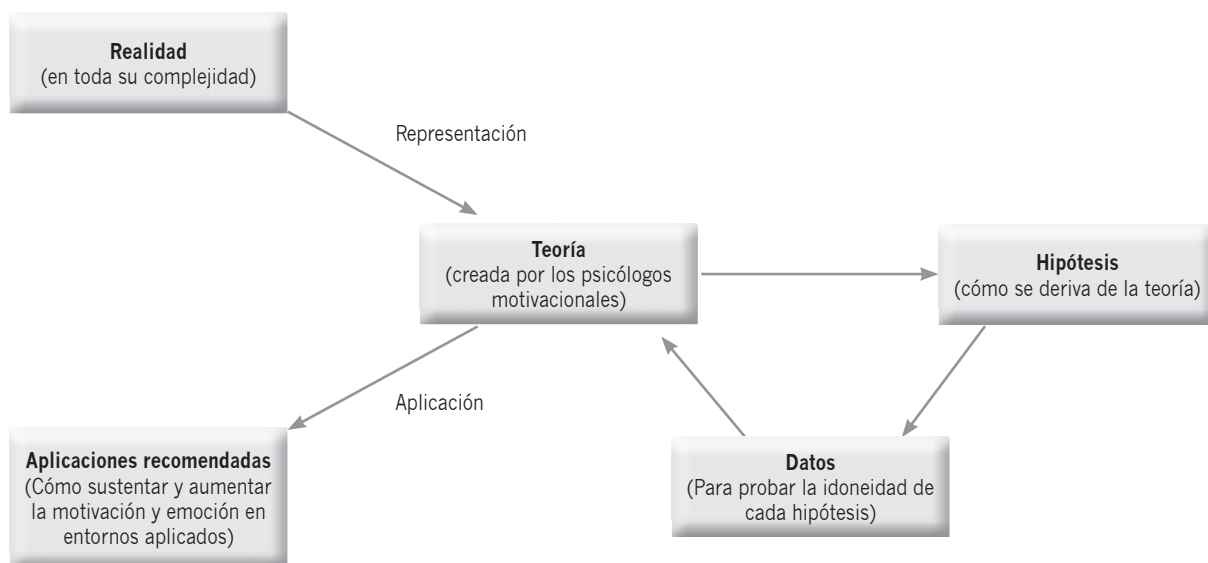 Realidad
(en toda su complejidad)
Representación
Teoría
(creada por los psicólogos
motivacionales)
Hipótesis
(cómo se deriva de la teoría)
Aplicación
Aplicaciones recomendadas
(Cómo sustentar y aumentar
la motivación y emoción en
entornos aplicados)
Datos
(Para probar la idoneidad de
cada hipótesis)